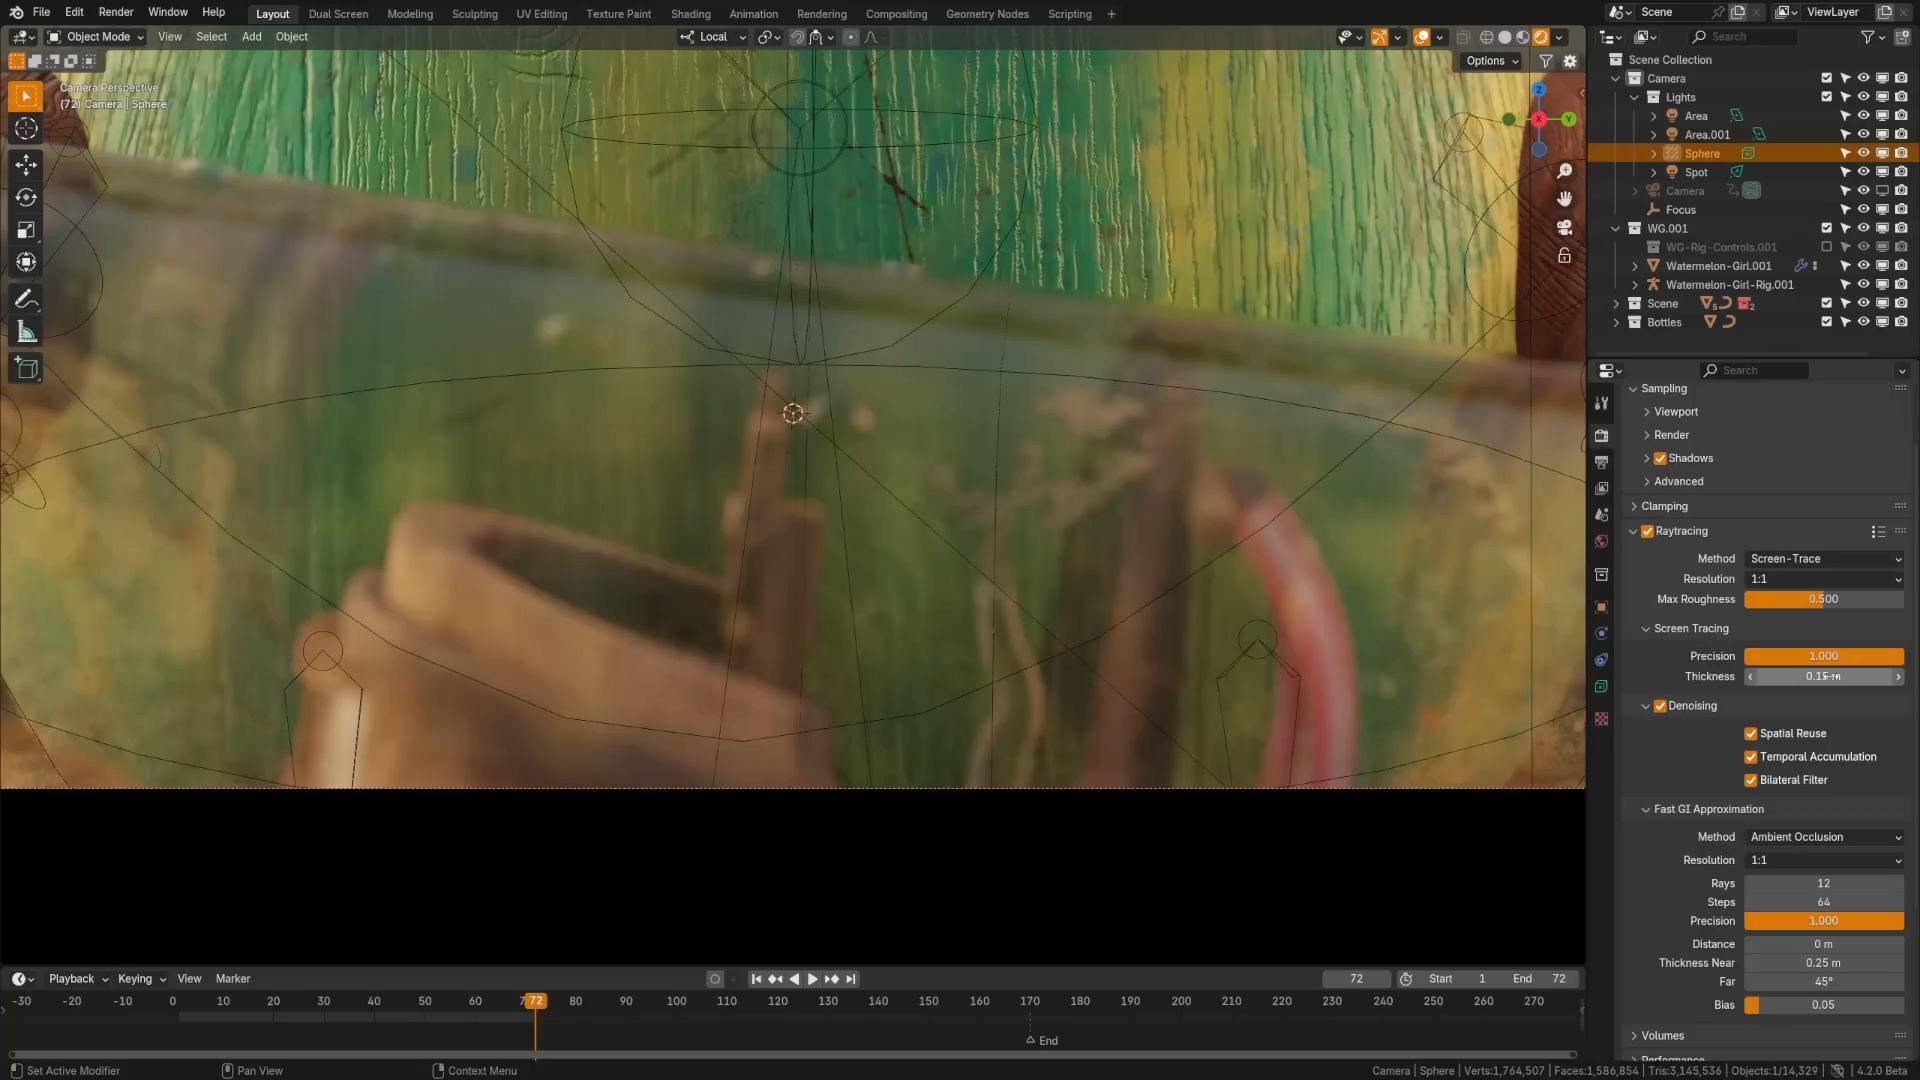 File Edit Render Window Help Layout Dual Screen Modeling Sculpting UV Editing Texture Paint Shading Animation Rendering Compositing Geometry Nodes Scripting + Scene ViewLayer
Object Mode View Select Add Object Local Search
Options
Camera Perspective
(72) Camera | Sphere
Z
X
Y
Scene Collection
Camera
Lights
Area
Area.001
Sphere
Spot
Camera
Focus
WG.001
WG-Rig-Controls.001
Watermelon-Girl.001
Watermelon-Girl-Rig.001
Scene 5 2
Bottles
Search
Sampling
Viewport
Render
Shadows
Advanced
Clamping
Raytracing
Method Screen-Trace
Resolution 1:1
Max Roughness 0.500
Screen Tracing
Precision 1.000
Thickness
Denoising
Spatial Reuse
Temporal Accumulation
Bilateral Filter
Fast GI Approximation
Method Ambient Occlusion
Resolution 1:1
Rays 12
Steps 64
Precision 1.000
Distance 0 m
Thickness Near 0.25 m
Far 45°
Bias 0.05
Volumes
Performance
Playback Keying View Marker 72 Start 1 End 72
-30 -20 -10 0 10 20 30 40 50 60 72 80 90 100 110 120 130 140 150 160 170 180 190 200 210 220 230 240 250 260 270
End
Set Active Modifier Pan View Context Menu Camera | Sphere | Verts:1,764,507 | Faces:1,586,854 | Tris:3,145,536 | Objects:1/14,329 | 4.2.0 Beta